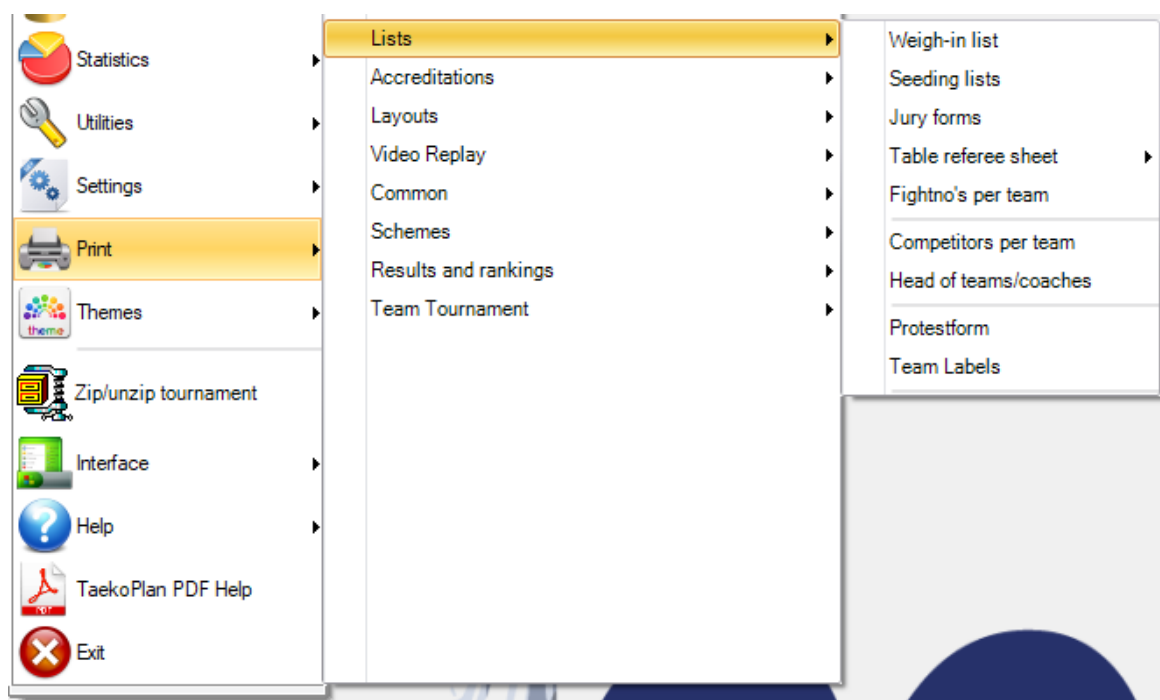 Statistics
Utilities
Settings
Print
theme
Themes
Zip/unzip tournament
Interface
Help
PDF
TaekoPlan PDF Help
Exit
Lists
Accreditations
Layouts
Video Replay
Common
Schemes
Results and rankings
Team Tournament
Weigh-in list
Seeding lists
Jury forms
Table referee sheet
Fightno's per team
Competitors per team
Head of teams/coaches
Protestform
Team Labels